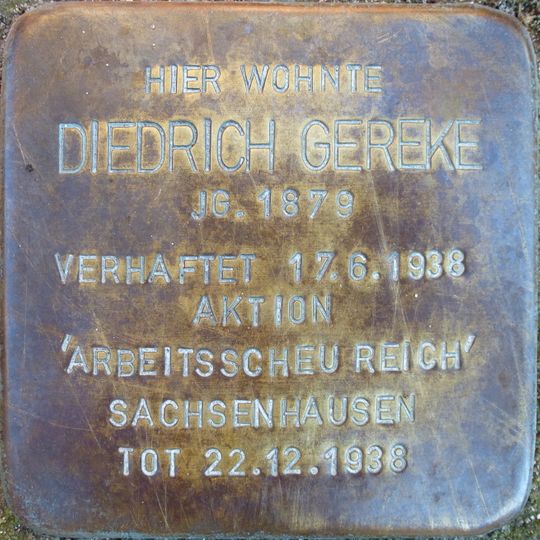 HIER WOHNTE
DIEDRICH GEREKE
JG. 1879
VERHAFTET 17.6.1938
AKTION
'ARBEITSSCHEU REICH'
SACHSENHAUSEN
TOT 22.12.1938